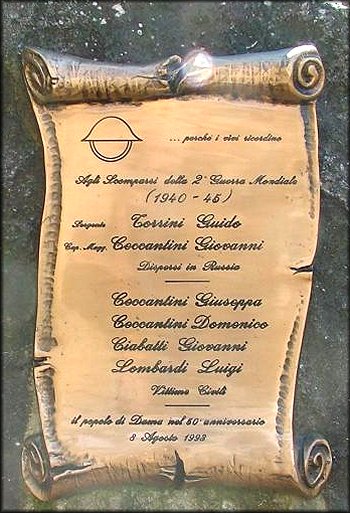 ... perchè i vivi ricordino
Agli Scomparsi della 2ª Guerra Mondiale
(1940-45)
Sergente Torrini Guido
Cap. Magg. Coccantini Giovanni
Dispersi in Russia
Coccantini Giuseppa
Coccantini Domenico
Ciabatti Giovanni
Lombardi Luigi
Vittime Civili
il popolo di Dama nel 50° anniversario
8 Agosto 1993